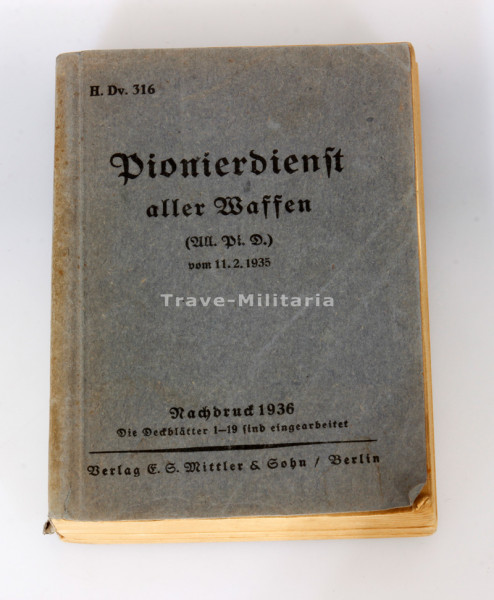 H. Dv. 316
Pionierdienst
aller Waffen
(All. Pi. D.)
vom 11. 2. 1935
Trave-Militaria
Nachdruck 1936
Die Deckblätter 1—19 sind eingearbeitet
Verlag E. S. Mittler & Sohn / Berlin